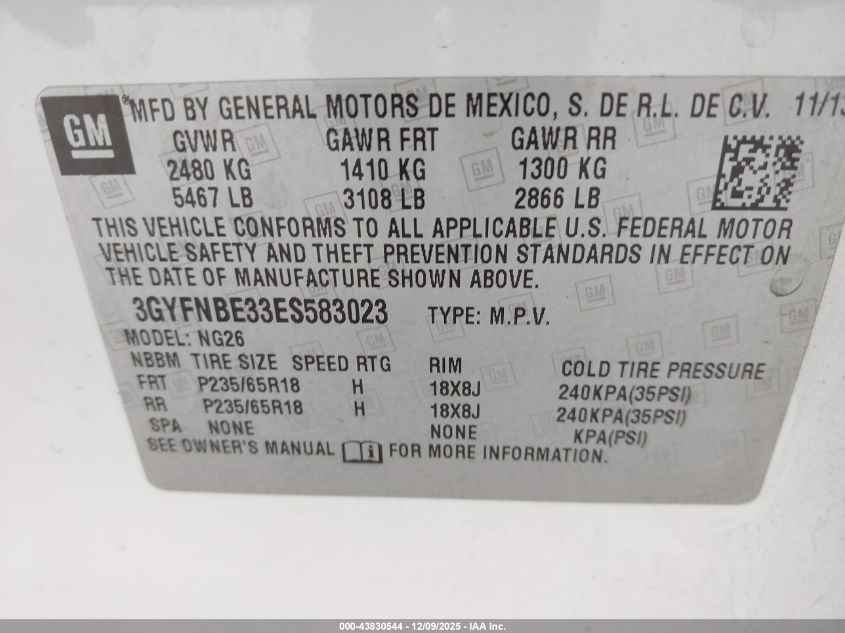 GM
MFD BY GENERAL MOTORS DE MEXICO, S. DE R.L. DE C.V. 11/13
GVWR GAWR FRT GAWR RR
2480 KG 1410 KG 1300 KG
5467 LB 3108 LB 2866 LB
THIS VEHICLE CONFORMS TO ALL APPLICABLE U.S. FEDERAL MOTOR
VEHICLE SAFETY AND THEFT PREVENTION STANDARDS IN EFFECT ON
THE DATE OF MANUFACTURE SHOWN ABOVE.
3GYFNBE33ES583023 TYPE: M.P.V.
MODEL: NG26
NBBM TIRE SIZE SPEED RTG RIM COLD TIRE PRESSURE
FRT P235/65R18 H 18X8J 240KPA(35PSI)
RR P235/65R18 H 18X8J 240KPA(35PSI)
SPA NONE NONE KPA(PSI)
SEE OWNER'S MANUAL FOR MORE INFORMATION.
000-43830544 / 12/09/2025 - IAA Inc.